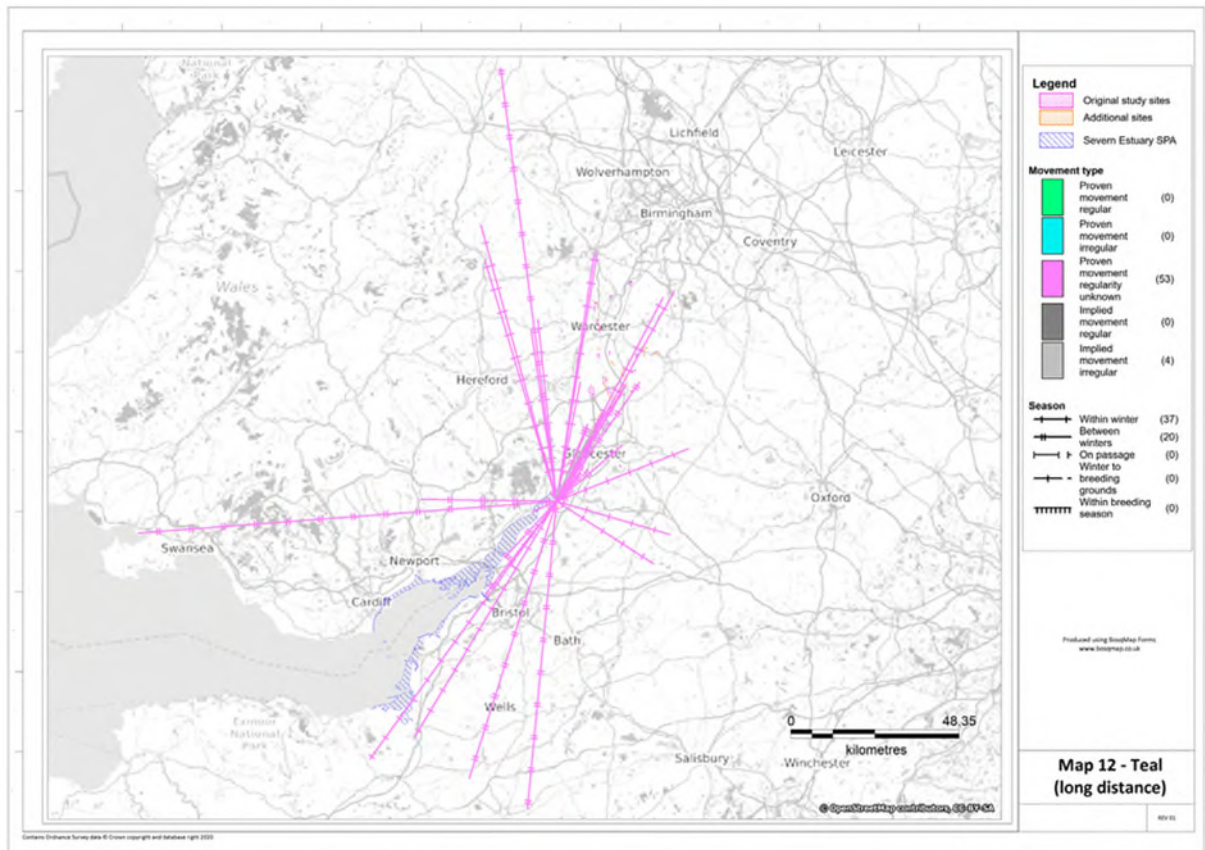 National
Park
Lichfield
Leicester
Wolverhampton
Birmingham
Coventry
Wales
Worcester
Hereford
Gloucester
Oxford
Swansea
Newport
Cardiff
Bristol
Bath
Wells
Exmoor
National
Park
Salisbury
Winchester
0 48.35
kilometres
© OpenStreetMap contributors, CC-BY-SA
Legend
Original study sites
Additional sites
Severn Estuary SPA
Movement type
Proven
movement
regular
(0)
Proven
movement
irregular
(0)
Proven
movement
regularity
unknown
(53)
Implied
movement
regular
(0)
Implied
movement
irregular
(4)
Season
Within winter (37)
Between
winters
(20)
On passage (0)
Winter to
breeding
grounds
(0)
Within breeding
season
(0)
Produced using BosqMap Forms
www.bosqmap.co.uk
Map 12 - Teal
(long distance)
REV 01
Contains Ordnance Survey data © Crown copyright and database right 2020